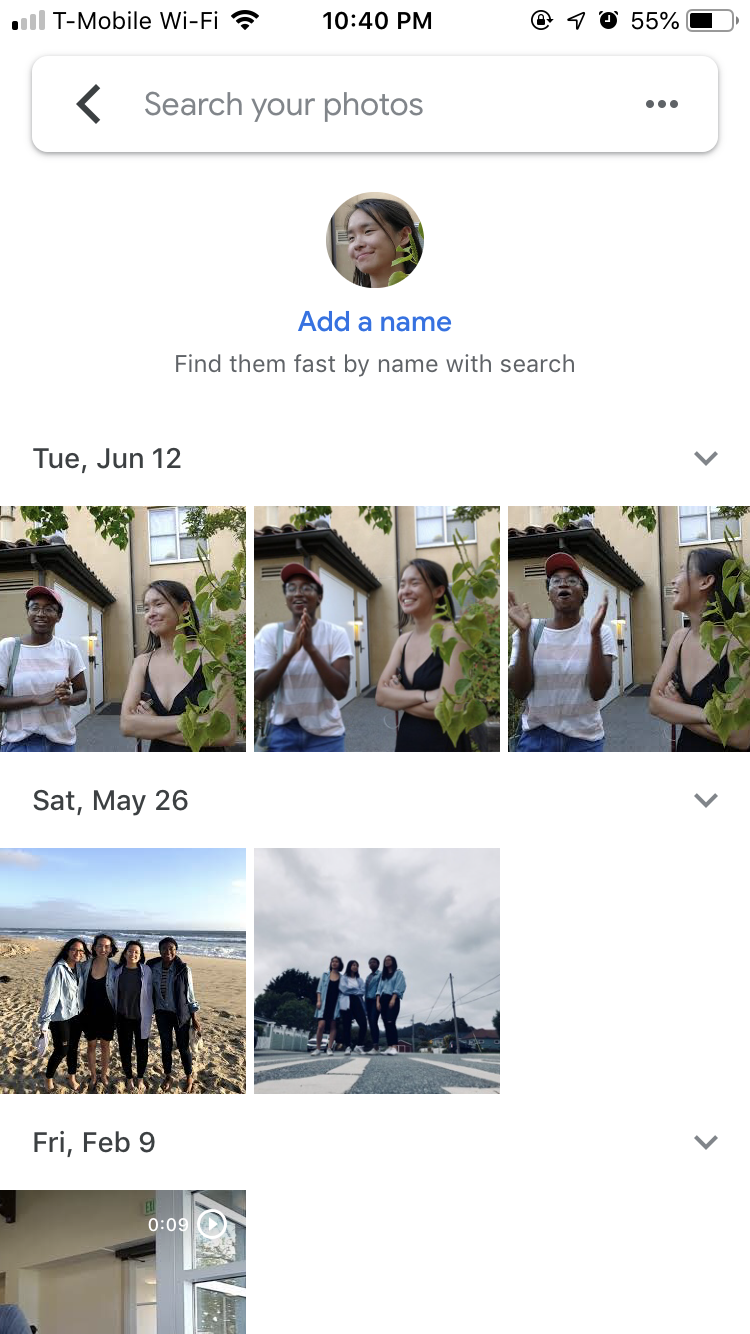 T-Mobile Wi-Fi 10:40 PM 55%
Search your photos
Add a name
Find them fast by name with search
Tue, Jun 12
Sat, May 26
Fri, Feb 9
0:09